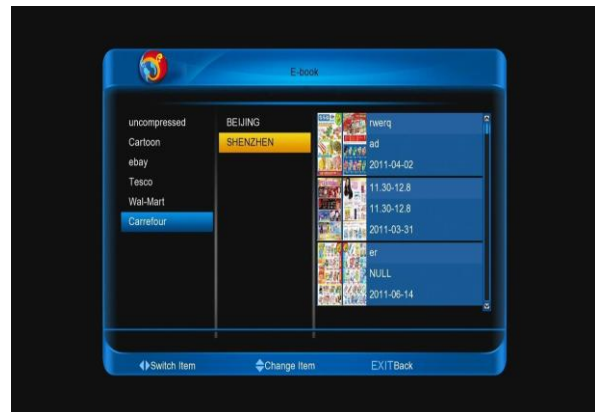 E-book
uncompressed
Cartoon
ebay
Tesco
Wal-Mart
Carrefour
BEIJING
SHENZHEN
rwerq
ad
2011-04-02
11.30-12.8
11.30-12.8
2011-03-31
er
NULL
2011-06-14
Switch Item
Change Item
EXITBack